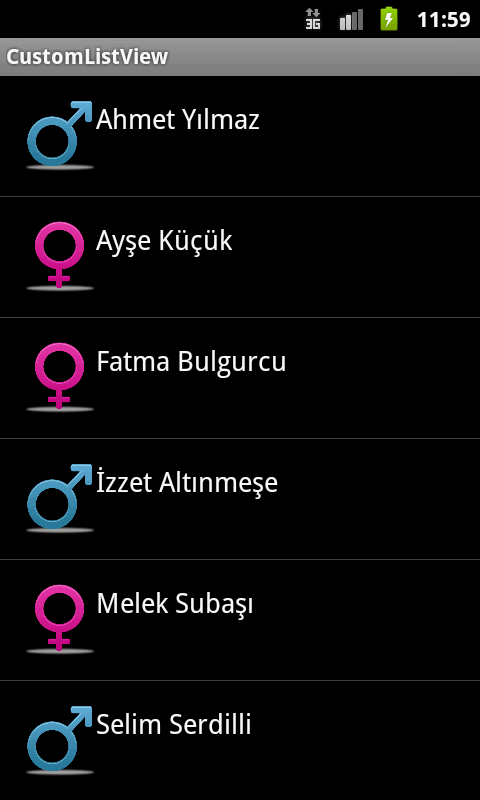 3G
11:59
CustomListView
Ahmet Yılmaz
Ayşe Küçük
Fatma Bulgurcu
İzzet Altınmeşe
Melek Subaşı
Selim Serdilli